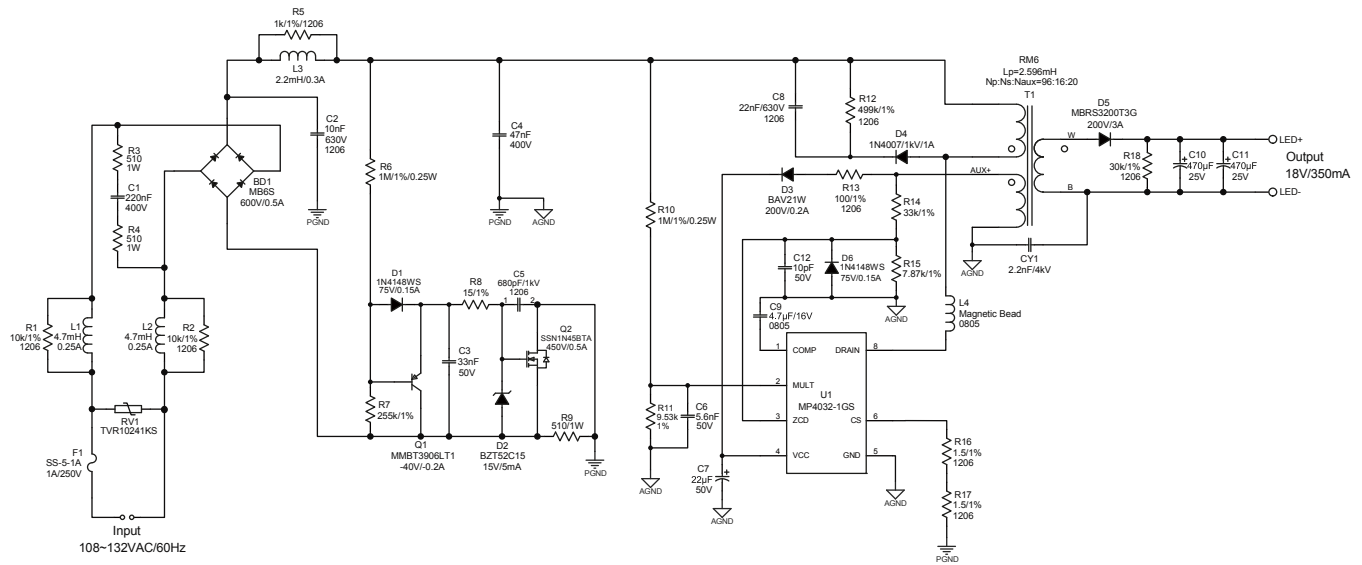 R5
1k/1%/1206
L3
2.2mH/0.3A
C2
10nF
630V
1206
PGND
R3
510
1W
C1
220nF
400V
R4
510
1W
BD1
MB6S
600V/0.5A
R1
10k/1%
1206
L1
4.7mH
0.25A
L2
4.7mH
0.25A
R2
10k/1%
1206
RV1
TVR10241KS
F1
SS-5-1A
1A/250V
Input
108~132VAC/60Hz
R6
1M/1%/0.25W
C4
47nF
400V
PGND
AGND
D1
1N4148WS
75V/0.15A
R8
15/1%
C5
680pF/1kV
1206
1
2
Q2
SSN1N45BTA
450V/0.5A
C3
33nF
50V
R7
255k/1%
Q1
MMBT3906LT1
-40V/-0.2A
D2
BZT52C15
15V/5mA
R9
510/1W
PGND
R10
1M/1%/0.25W
R11
9.53k
1%
C6
5.6nF
50V
AGND
C8
22nF/630V
1206
R12
499k/1%
1206
D4
1N4007/1kV/1A
D3
BAV21W
200V/0.2A
R13
100/1%
1206
R14
33k/1%
C12
10pF
50V
D6
1N4148WS
75V/0.15A
R15
7.87k/1%
AGND
C9
4.7µF/16V
0805
L4
Magnetic Bead
0805
1
COMP
DRAIN
8
2
MULT
U1
MP4032-1GS
3
ZCD
CS
6
4
VCC
GND
5
C7
22µF
50V
AGND
AGND
R16
1.5/1%
1206
R17
1.5/1%
1206
PGND
RM6
Lp=2.596mH
Np:Ns:Naux=96:16:20
T1
AUX+
W
B
AGND
CY1
2.2nF/4kV
D5
MBRS3200T3G
200V/3A
R18
30k/1%
1206
C10
470µF
25V
C11
470µF
25V
LED+
LED-
Output
18V/350mA